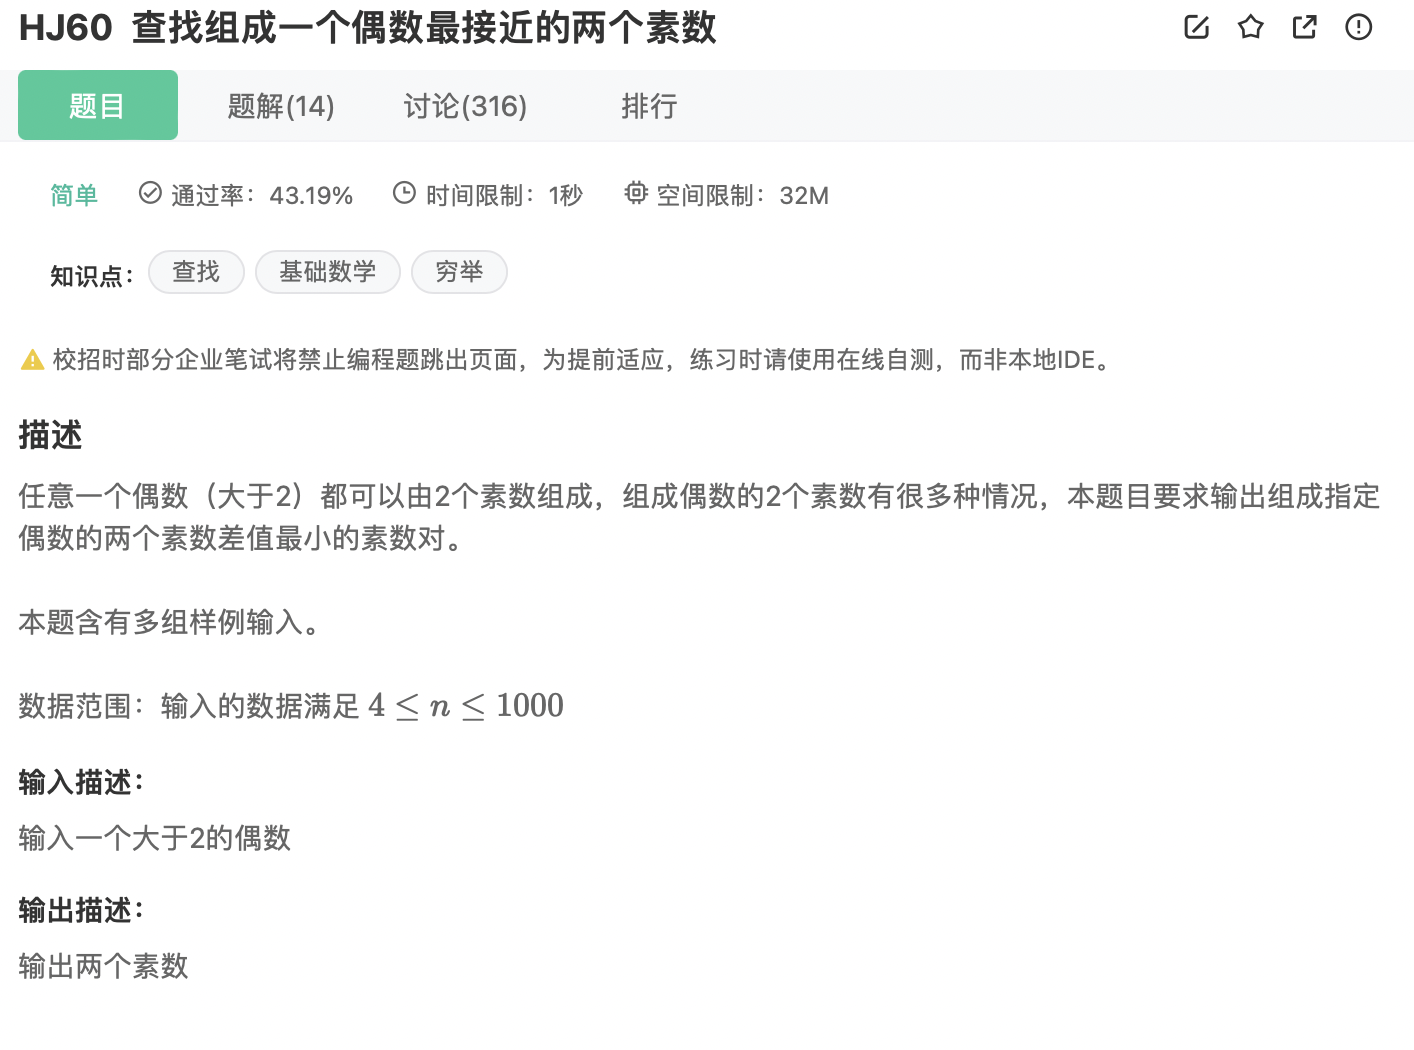 HJ60 查找组成一个偶数最接近的两个素数
题目 题解(14) 讨论(316) 排行
简单 通过率：43.19% 时间限制：1秒 空间限制：32M
知识点： 查找 基础数学 穷举
校招时部分企业笔试将禁止编程题跳出页面，为提前适应，练习时请使用在线自测，而非本地IDE。
描述
任意一个偶数（大于2）都可以由2个素数组成，组成偶数的2个素数有很多种情况，本题目要求输出组成指定
偶数的两个素数差值最小的素数对。
本题含有多组样例输入。
数据范围：输入的数据满足 4 ≤ n ≤ 1000
输入描述：
输入一个大于2的偶数
输出描述：
输出两个素数